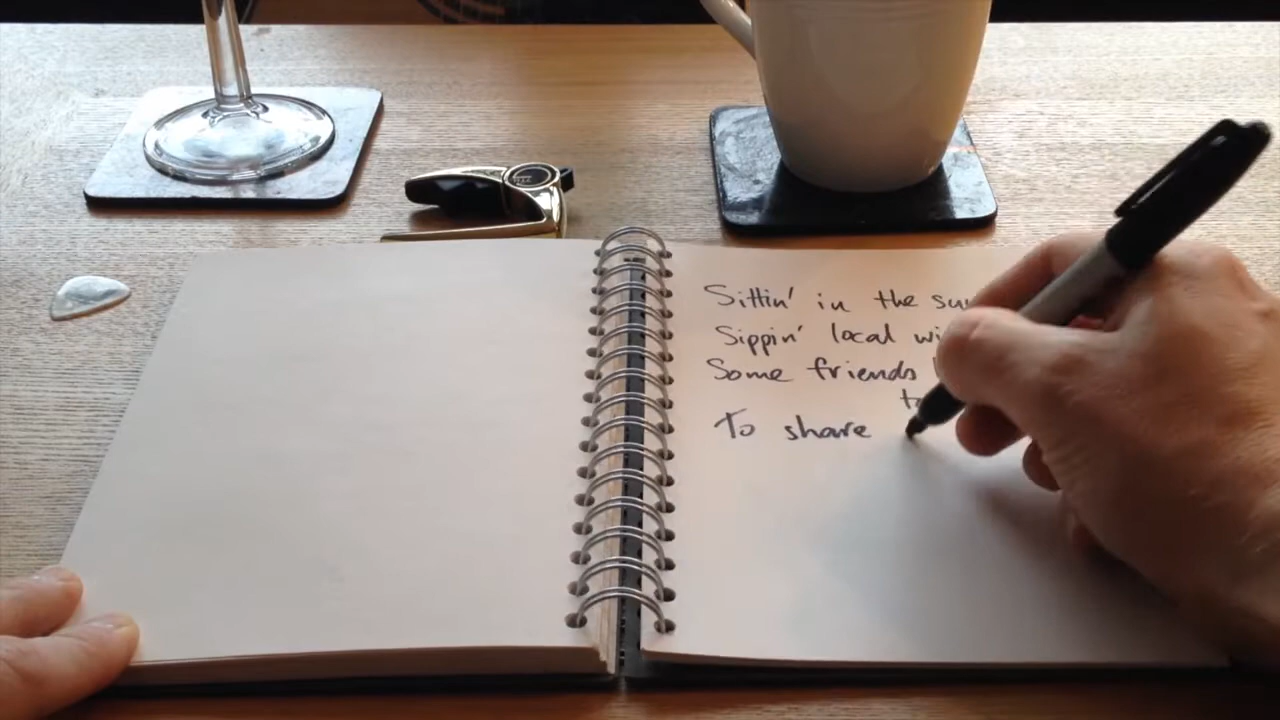 Sittin' in the
Sippin' local
Some friends
To share